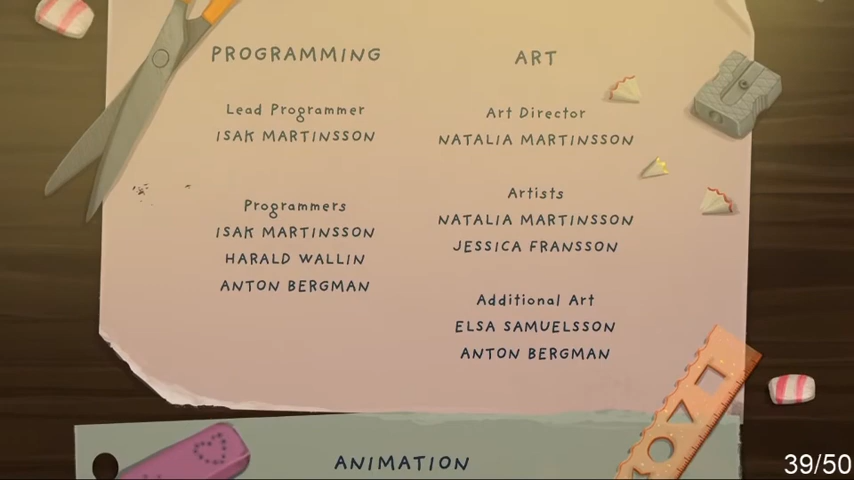 PROGRAMMING
Lead Programmer
ISAK MARTINSSON
Programmers
ISAK MARTINSSON
HARALD WALLIN
ANTON BERGMAN
ART
Art Director
NATALIA MARTINSSON
Artists
NATALIA MARTINSSON
JESSICA FRANSSON
Additional Art
ELSA SAMUELSSON
ANTON BERGMAN
ANIMATION
39/50